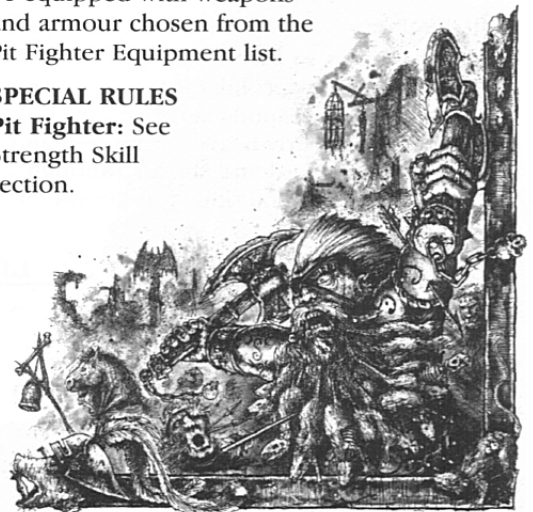 and armour chosen from the
Pit Fighter Equipment list.
SPECIAL RULES
Pit Fighter: See
Strength Skill
section.